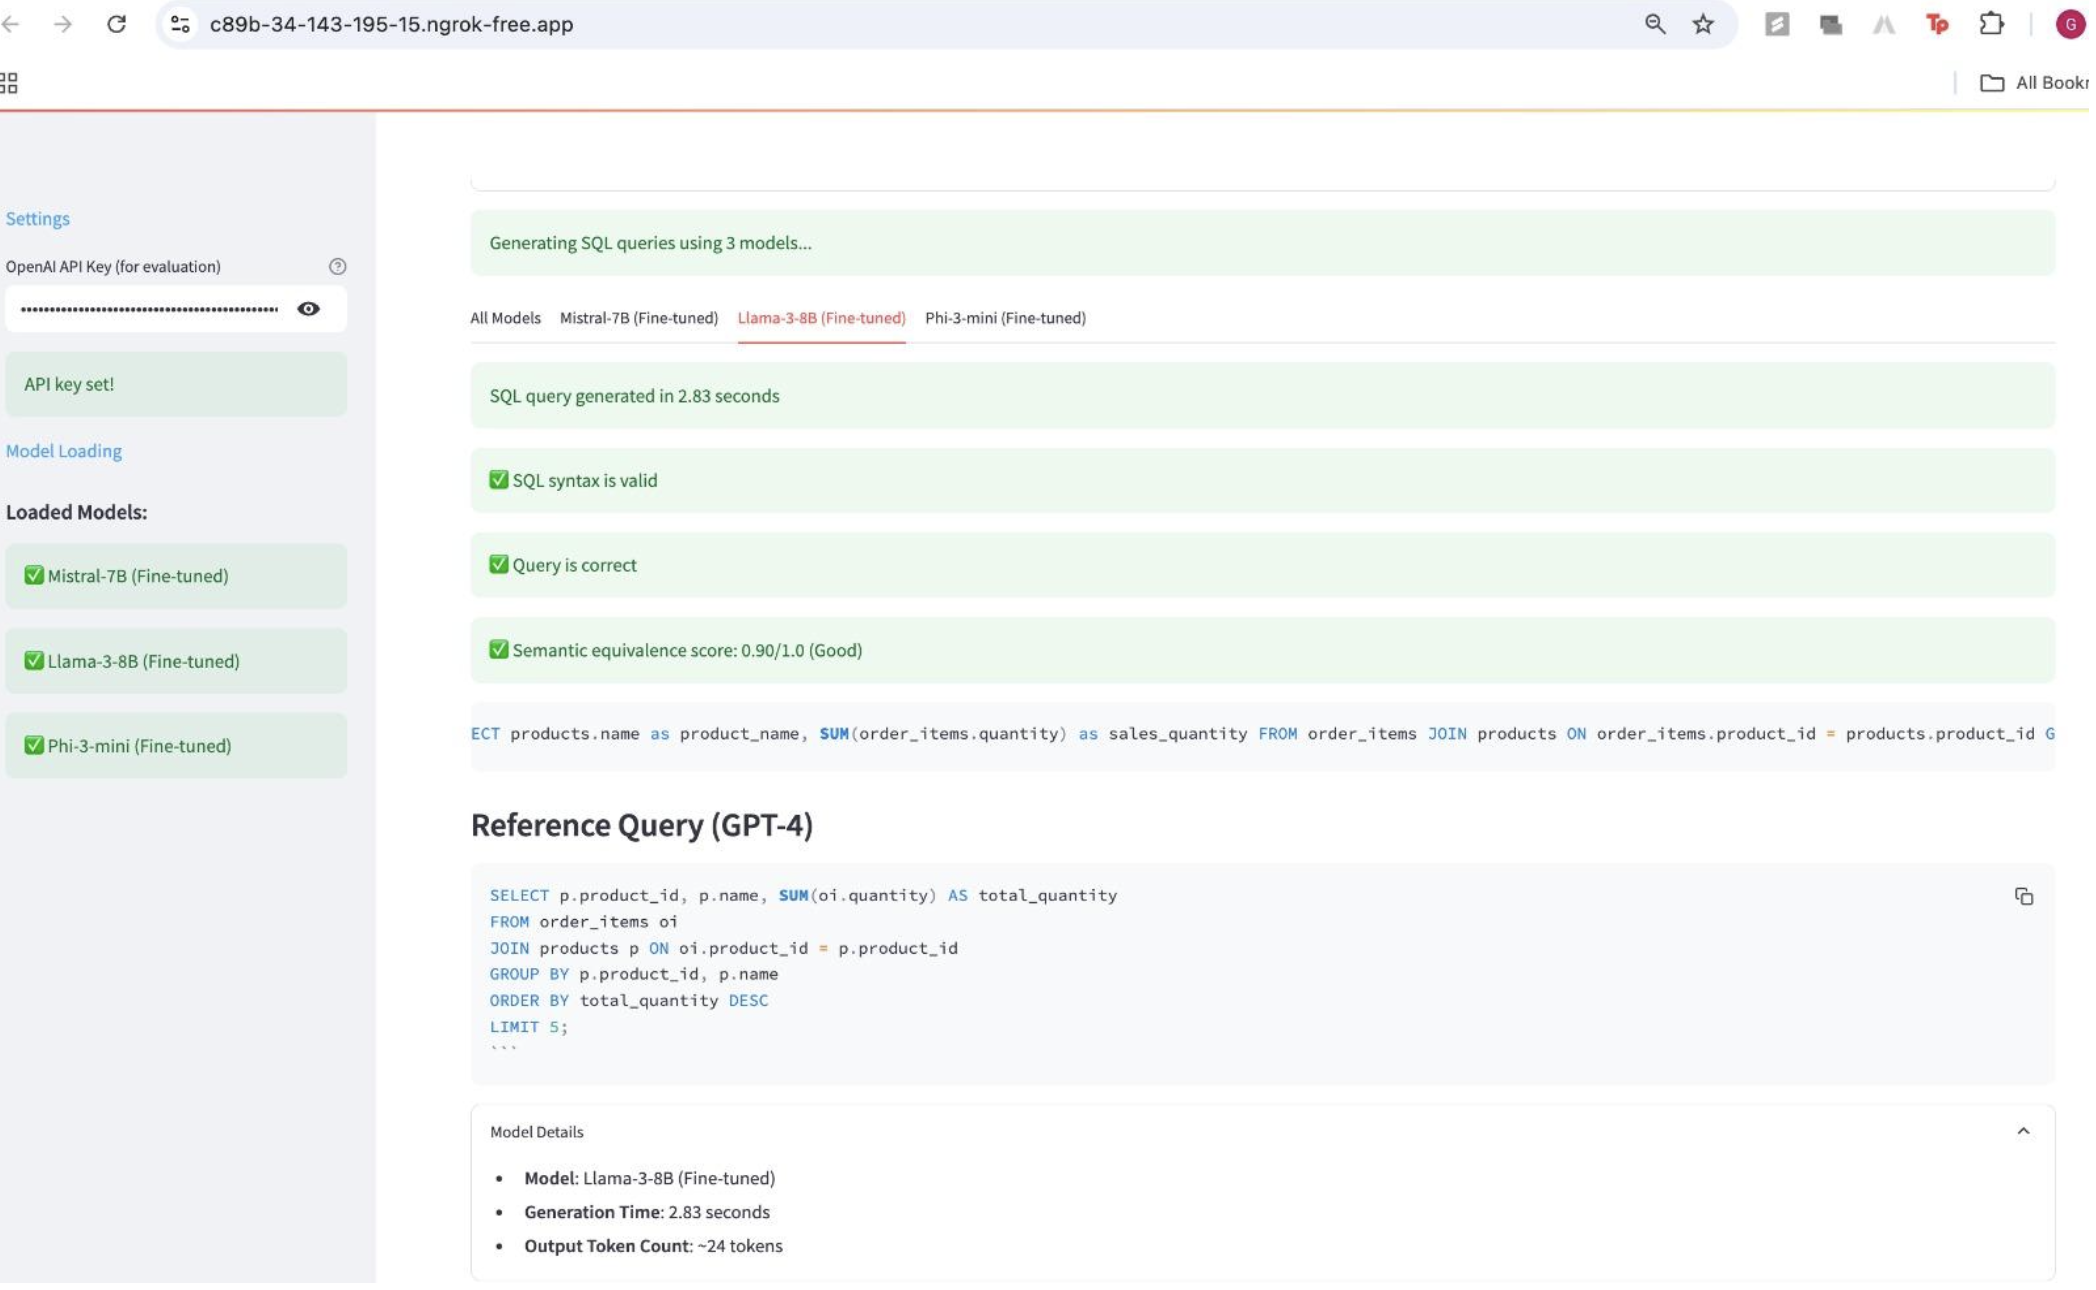 c89b-34-143-195-15.ngrok-free.app
Tp
G
All Bookr
Settings
OpenAI API Key (for evaluation)
API key set!
Model Loading
Loaded Models:
✅ Mistral-7B (Fine-tuned)
✅ Llama-3-8B (Fine-tuned)
✅ Phi-3-mini (Fine-tuned)
Generating SQL queries using 3 models...
All Models Mistral-7B (Fine-tuned) Llama-3-8B (Fine-tuned) Phi-3-mini (Fine-tuned)
SQL query generated in 2.83 seconds
✅ SQL syntax is valid
✅ Query is correct
✅ Semantic equivalence score: 0.90/1.0 (Good)
ECT products.name as product_name, SUM(order_items.quantity) as sales_quantity FROM order_items JOIN products ON order_items.product_id = products.product_id G
Reference Query (GPT-4)
SELECT p.product_id, p.name, SUM(oi.quantity) AS total_quantity
FROM order_items oi
JOIN products p ON oi.product_id = p.product_id
GROUP BY p.product_id, p.name
ORDER BY total_quantity DESC
LIMIT 5;
```
Model Details
• Model: Llama-3-8B (Fine-tuned)
• Generation Time: 2.83 seconds
• Output Token Count: ~24 tokens